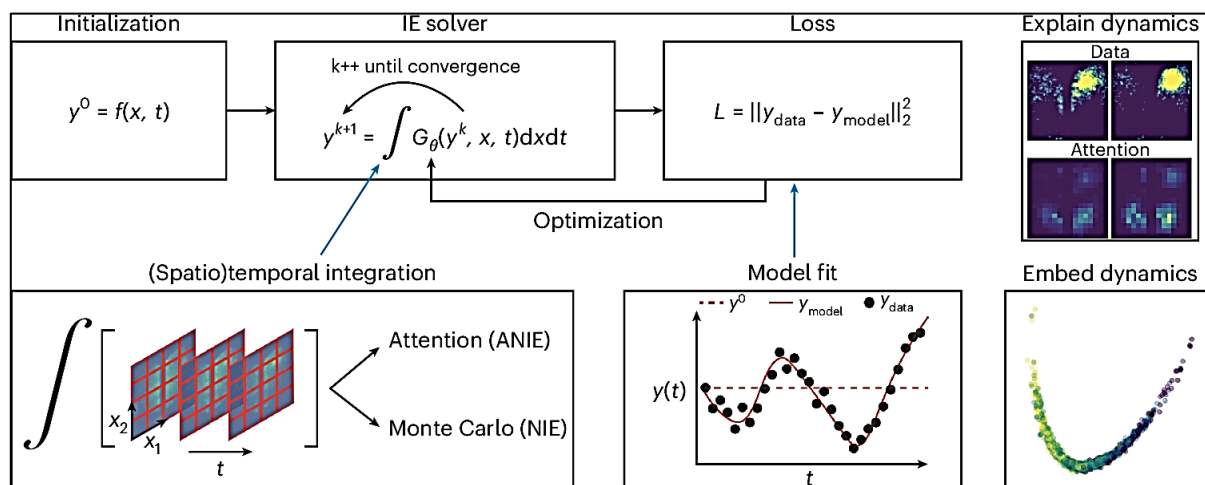 Initialization
IE solver
Loss
Explain dynamics
Data
k++ until convergence
y⁰ = f(x, t)
yᵏ⁺¹ = ∫ G_θ(yᵏ, x, t)dxdt
L = ||y_data − y_model||₂²
Attention
Optimization
(Spatio)temporal integration
Model fit
Embed dynamics
∫
x₂
x₁
t
Attention (ANIE)
Monte Carlo (NIE)
y⁰ y_model y_data
y(t)
t